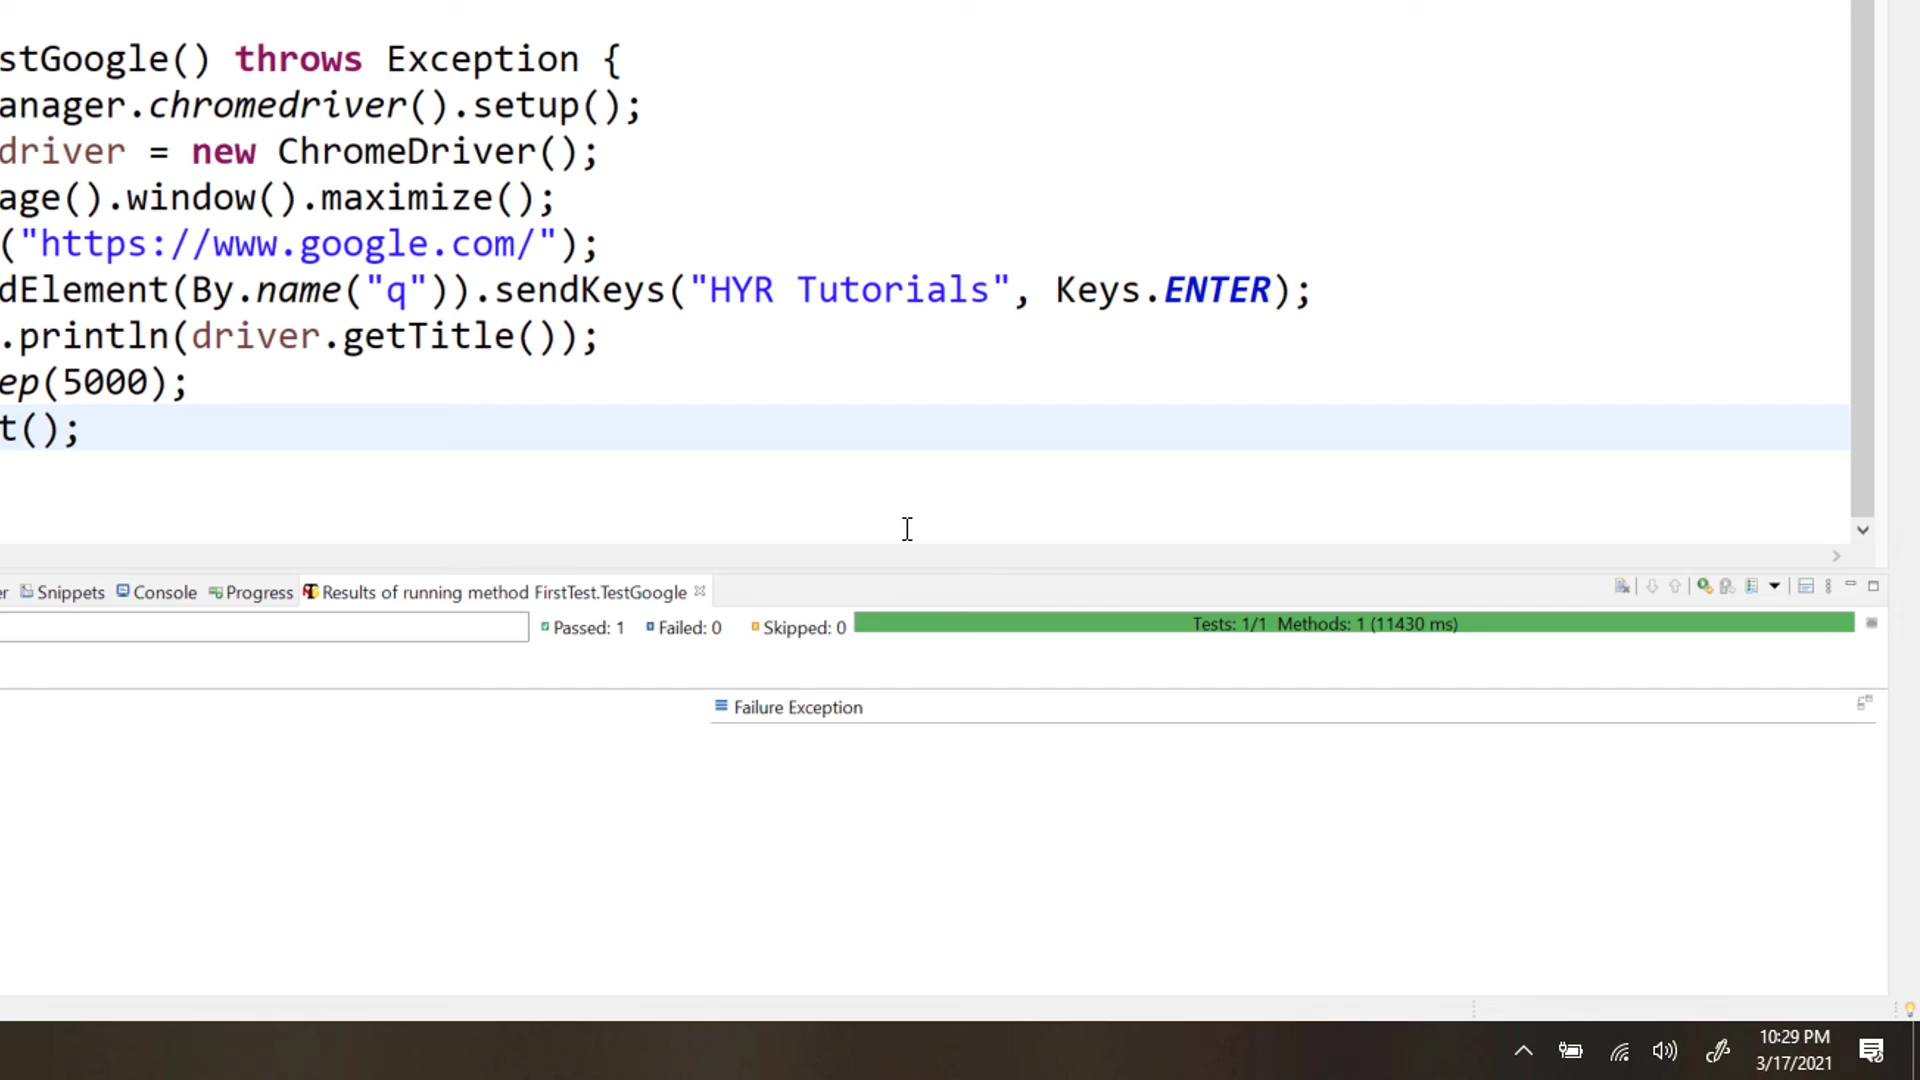 stGoogle() throws Exception {
anager.chromedriver().setup();
driver = new ChromeDriver();
age().window().maximize();
("https://www.google.com/");
dElement(By.name("q")).sendKeys("HYR Tutorials", Keys.ENTER);
.println(driver.getTitle());
ep(5000);
t();
er Snippets Console Progress Results of running method FirstTest.TestGoogle
Passed: 1 Failed: 0 Skipped: 0 Tests: 1/1 Methods: 1 (11430 ms)
Failure Exception
10:29 PM
3/17/2021